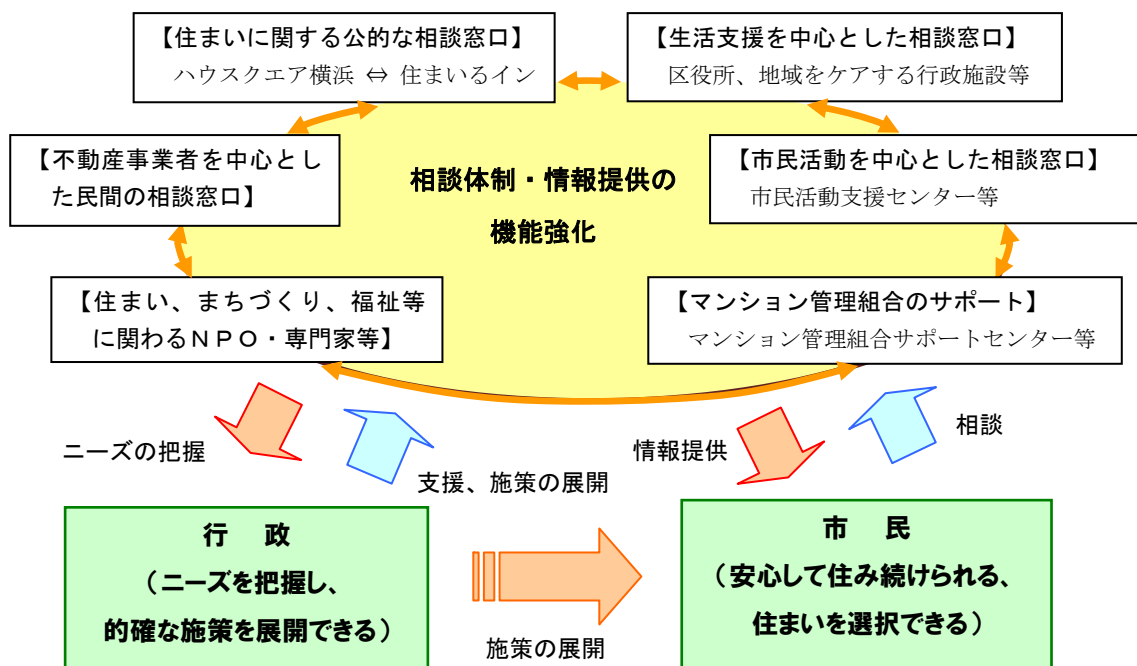 【住まいに関する公的な相談窓口】
ハウスクエア横浜 ⇔ 住まいるイン
【生活支援を中心とした相談窓口】
区役所、地域をケアする行政施設等
【不動産事業者を中心とし
た民間の相談窓口】
相談体制・情報提供の
機能強化
【市民活動を中心とした相談窓口】
市民活動支援センター等
【住まい、まちづくり、福祉等
に関わるNPO・専門家等】
【マンション管理組合のサポート】
マンション管理組合サポートセンター等
ニーズの把握
支援、施策の展開
情報提供
相談
行 政
(ニーズを把握し、
的確な施策を展開できる)
施策の展開
市 民
(安心して住み続けられる、
住まいを選択できる)